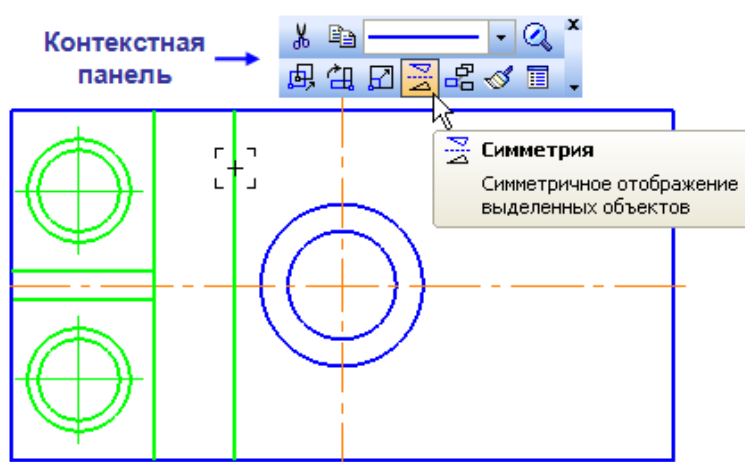 Контекстная
панель
Симметрия
Симметричное отображение
выделенных объектов